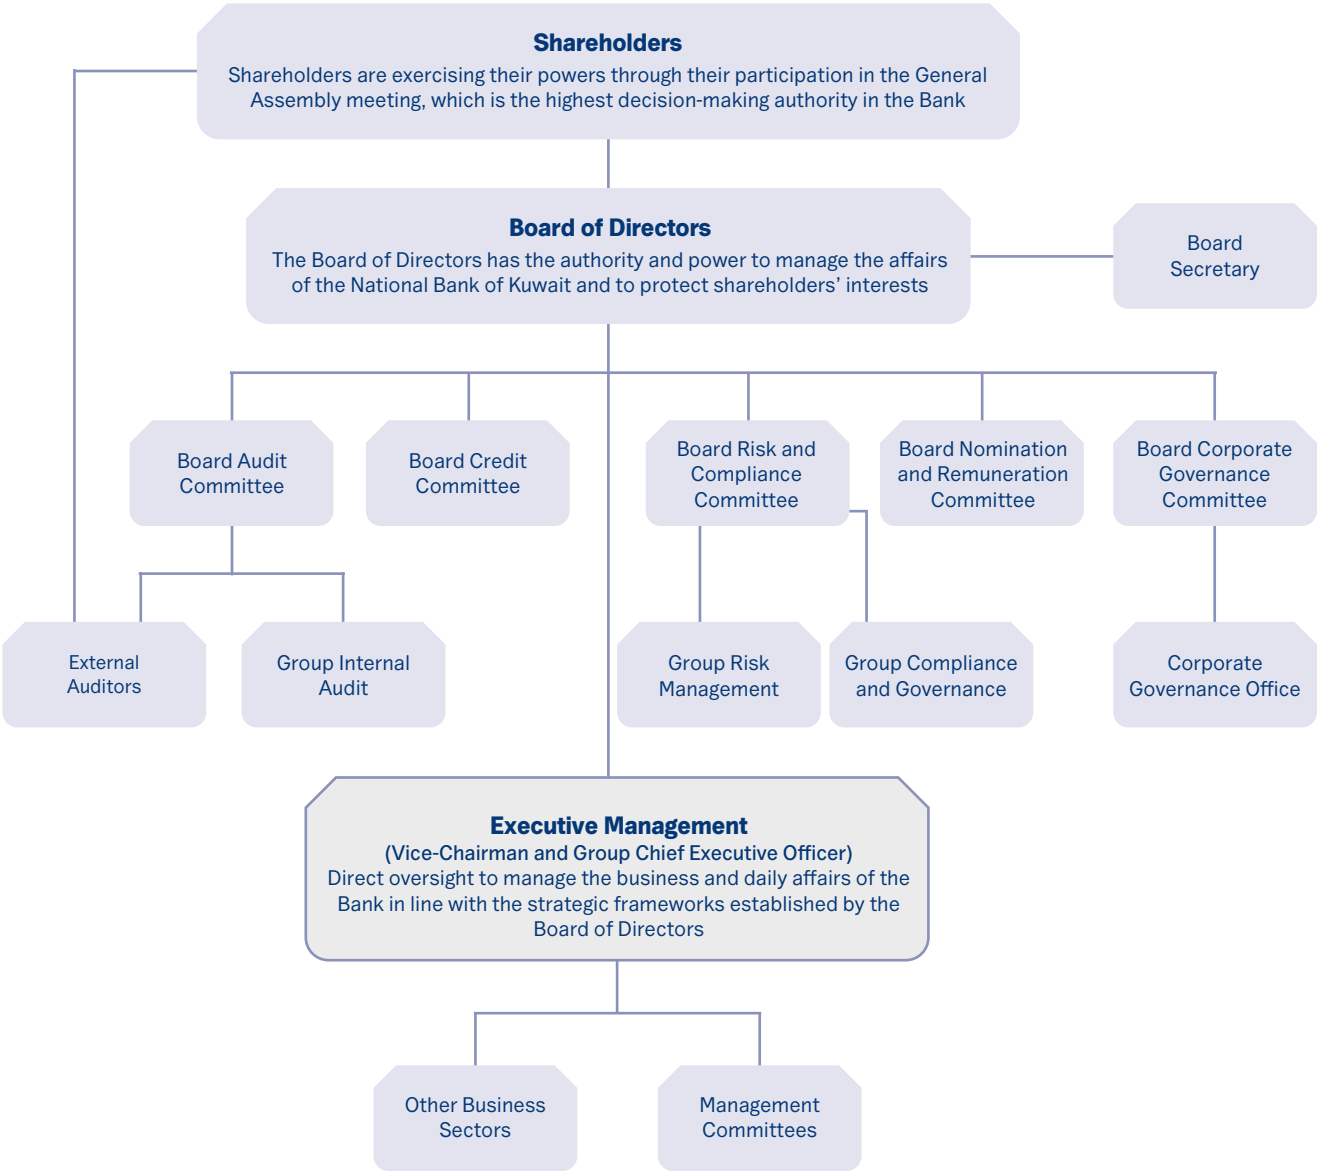 Shareholders
Shareholders are exercising their powers through their participation in the General
Assembly meeting, which is the highest decision-making authority in the Bank
Board of Directors
The Board of Directors has the authority and power to manage the affairs
of the National Bank of Kuwait and to protect shareholders’ interests
Board
Secretary
Board Audit
Committee
Board Credit
Committee
Board Risk and
Compliance
Committee
Board Nomination
and Remuneration
Committee
Board Corporate
Governance
Committee
External
Auditors
Group Internal
Audit
Group Risk
Management
Group Compliance
and Governance
Corporate
Governance Office
Executive Management
(Vice-Chairman and Group Chief Executive Officer)
Direct oversight to manage the business and daily affairs of the
Bank in line with the strategic frameworks established by the
Board of Directors
Other Business
Sectors
Management
Committees